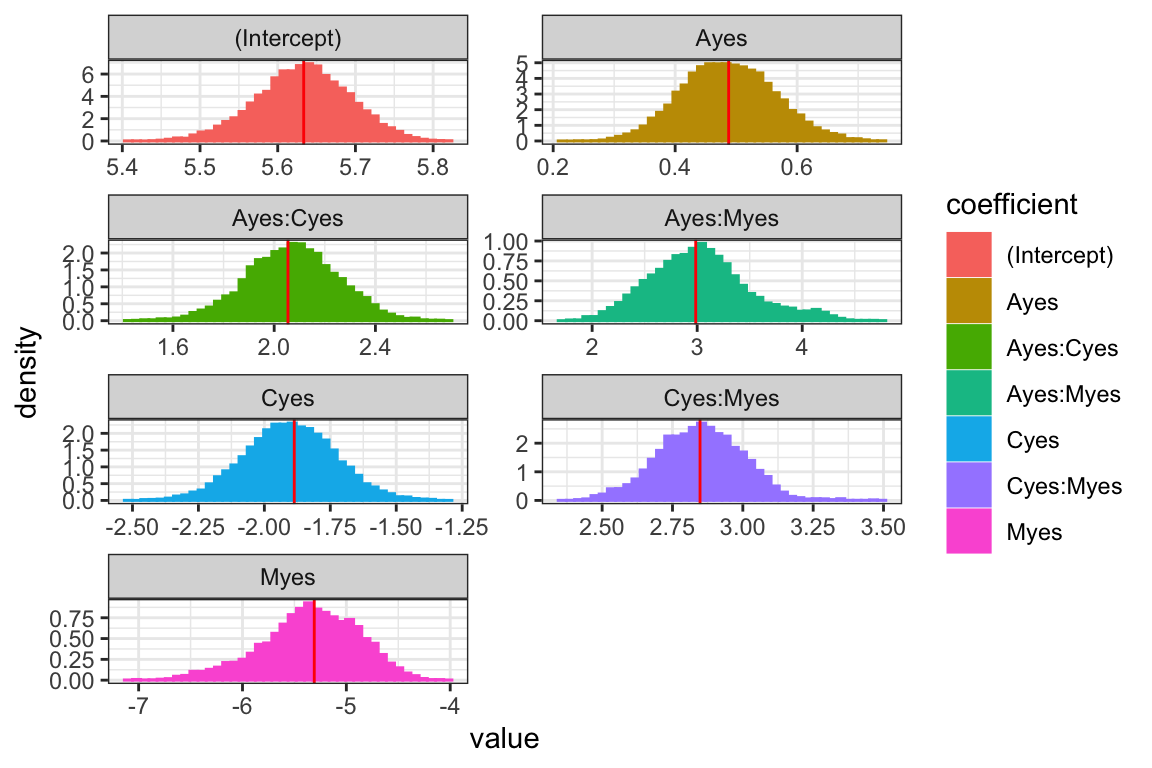 (Intercept)
6
4
2
0
5.4 5.5 5.6 5.7 5.8
Ayes
5
4
3
2
1
0
0.2 0.4 0.6
Ayes:Cyes
2.0
1.5
1.0
0.5
0.0
1.6 2.0 2.4
Ayes:Myes
1.00
0.75
0.50
0.25
0.00
2 3 4
Cyes
2.0
1.5
1.0
0.5
0.0
-2.50 -2.25 -2.00 -1.75 -1.50 -1.25
Cyes:Myes
2
1
0
2.50 2.75 3.00 3.25 3.50
Myes
0.75
0.50
0.25
0.00
-7 -6 -5 -4
density
value
coefficient
(Intercept)
Ayes
Ayes:Cyes
Ayes:Myes
Cyes
Cyes:Myes
Myes